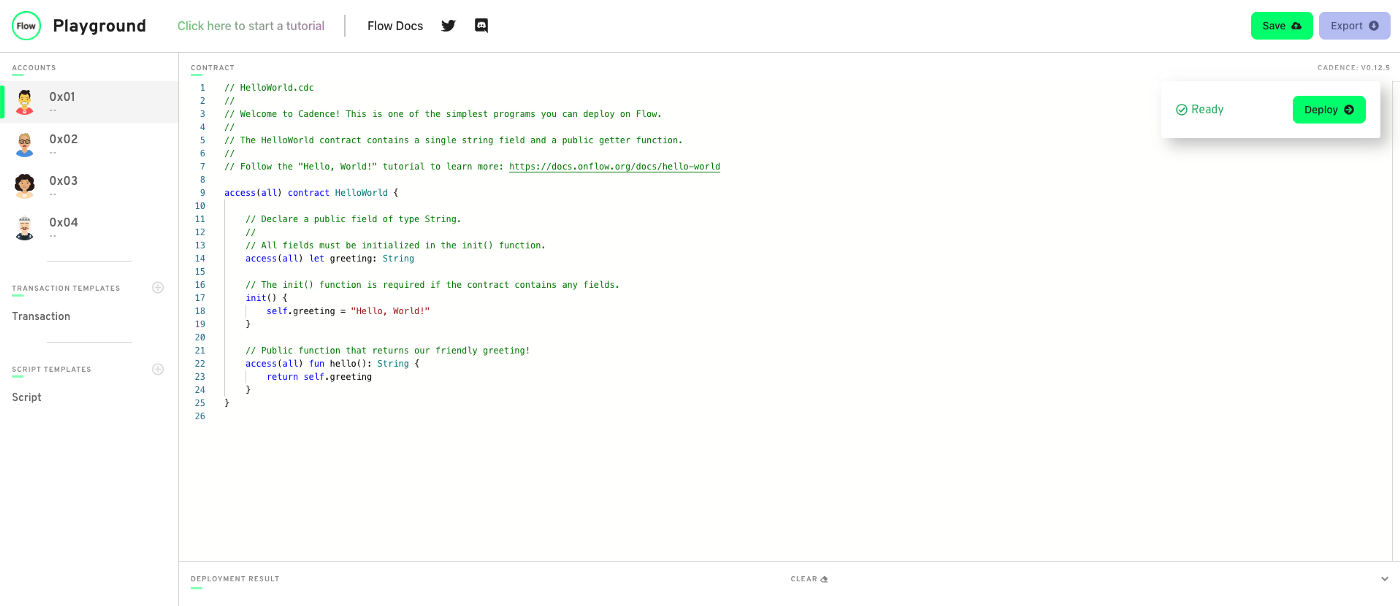 Flow Playground Click here to start a tutorial Flow Docs Save Export
ACCOUNTS
0x01
--
0x02
--
0x03
--
0x04
--
TRANSACTION TEMPLATES
Transaction
SCRIPT TEMPLATES
Script
CONTRACT CADENCE: V0.12.5
Ready Deploy
1 // HelloWorld.cdc
2 //
3 // Welcome to Cadence! This is one of the simplest programs you can deploy on Flow.
4 //
5 // The HelloWorld contract contains a single string field and a public getter function.
6 //
7 // Follow the "Hello, World!" tutorial to learn more: https://docs.onflow.org/docs/hello-world
8
9 access(all) contract HelloWorld {
10
11     // Declare a public field of type String.
12     //
13     // All fields must be initialized in the init() function.
14     access(all) let greeting: String
15
16     // The init() function is required if the contract contains any fields.
17     init() {
18         self.greeting = "Hello, World!"
19     }
20
21     // Public function that returns our friendly greeting!
22     access(all) fun hello(): String {
23         return self.greeting
24     }
25 }
26
DEPLOYMENT RESULT CLEAR